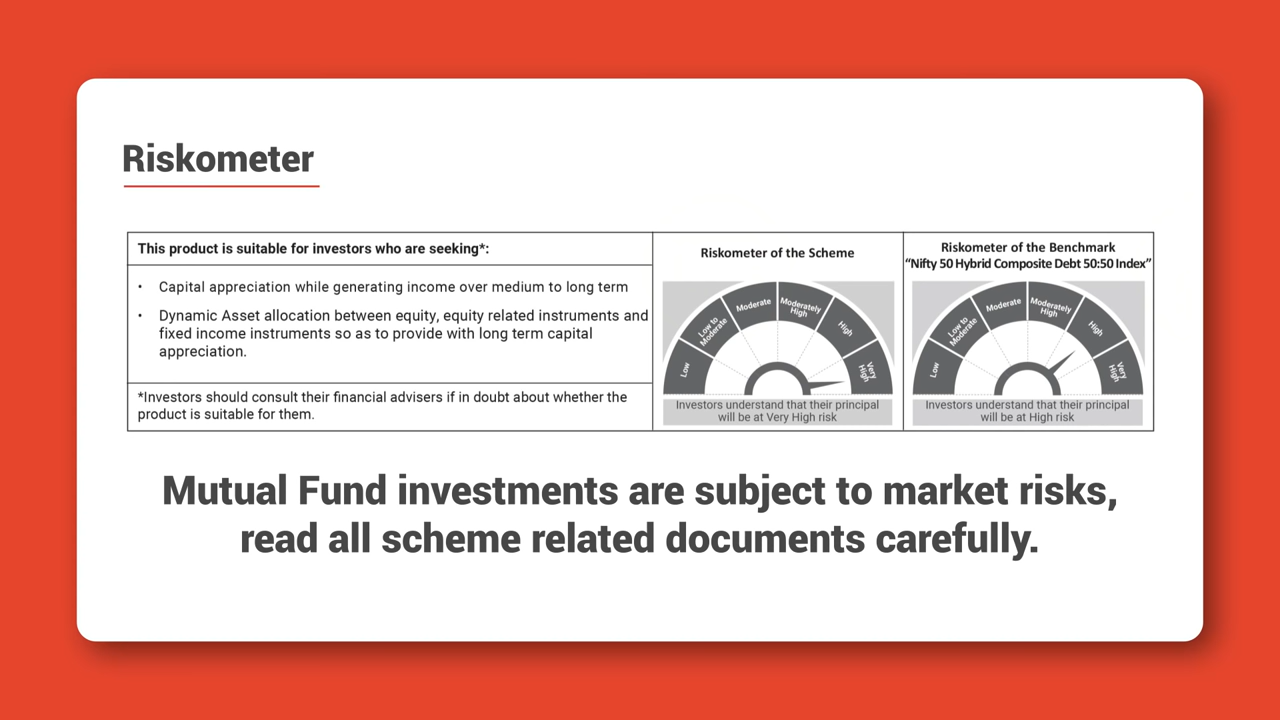 Riskometer
This product is suitable for investors who are seeking*:
• Capital appreciation while generating income over medium to long term
• Dynamic Asset allocation between equity, equity related instruments and
fixed income instruments so as to provide with long term capital
appreciation.
*Investors should consult their financial advisers if in doubt about whether the
product is suitable for them.
Riskometer of the Scheme
Low
Low to
Moderate
Moderate
Moderately
High
High
Very
High
Investors understand that their principal
will be at Very High risk
Riskometer of the Benchmark
“Nifty 50 Hybrid Composite Debt 50:50 Index”
Low
Low to
Moderate
Moderate
Moderately
High
High
Very
High
Investors understand that their principal
will be at High risk
Mutual Fund investments are subject to market risks,
read all scheme related documents carefully.